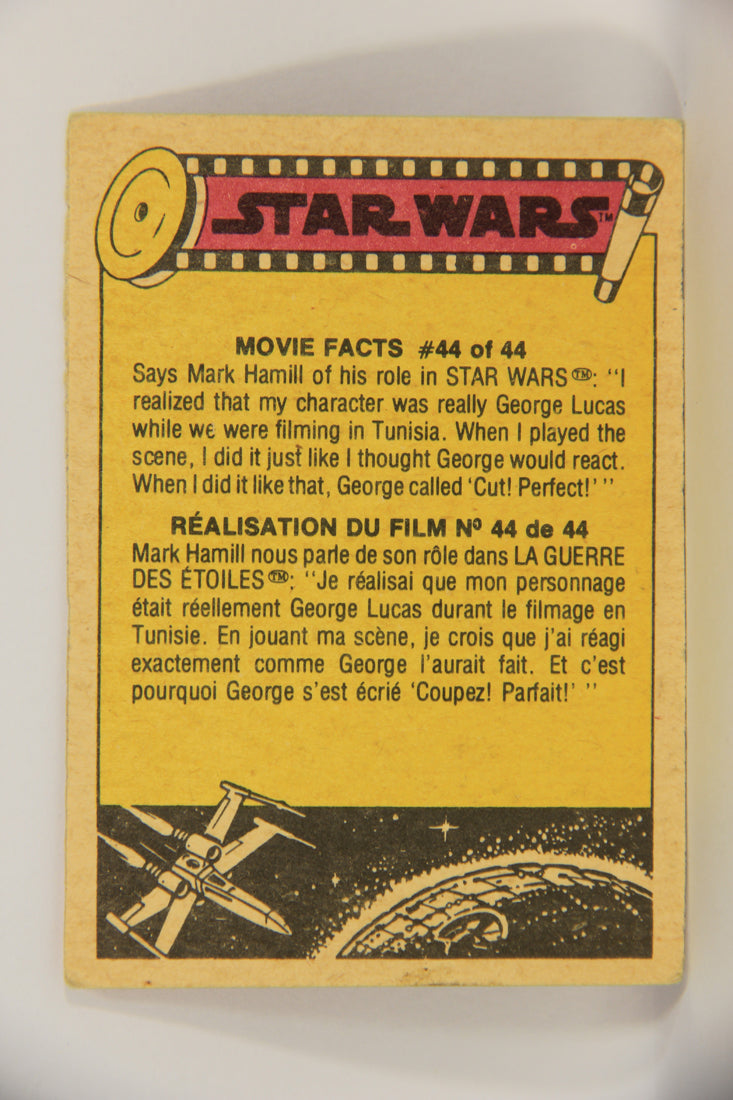 STAR WARS™
MOVIE FACTS #44 of 44
Says Mark Hamill of his role in STAR WARS™: “I
realized that my character was really George Lucas
while we were filming in Tunisia. When I played the
scene, I did it just like I thought George would react.
When I did it like that, George called ‘Cut! Perfect!’ ”
RÉALISATION DU FILM Nº 44 de 44
Mark Hamill nous parle de son rôle dans LA GUERRE
DES ÉTOILES™: “Je réalisai que mon personnage
était réellement George Lucas durant le filmage en
Tunisie. En jouant ma scène, je crois que j’ai réagi
exactement comme George l’aurait fait. Et c’est
pourquoi George s’est écrié ‘Coupez! Parfait!’ ”